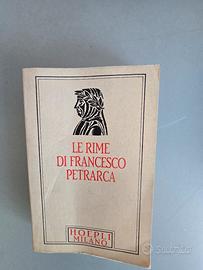 LE RIME
DI FRANCESCO
PETRARCA
HOEPLI
MILANO